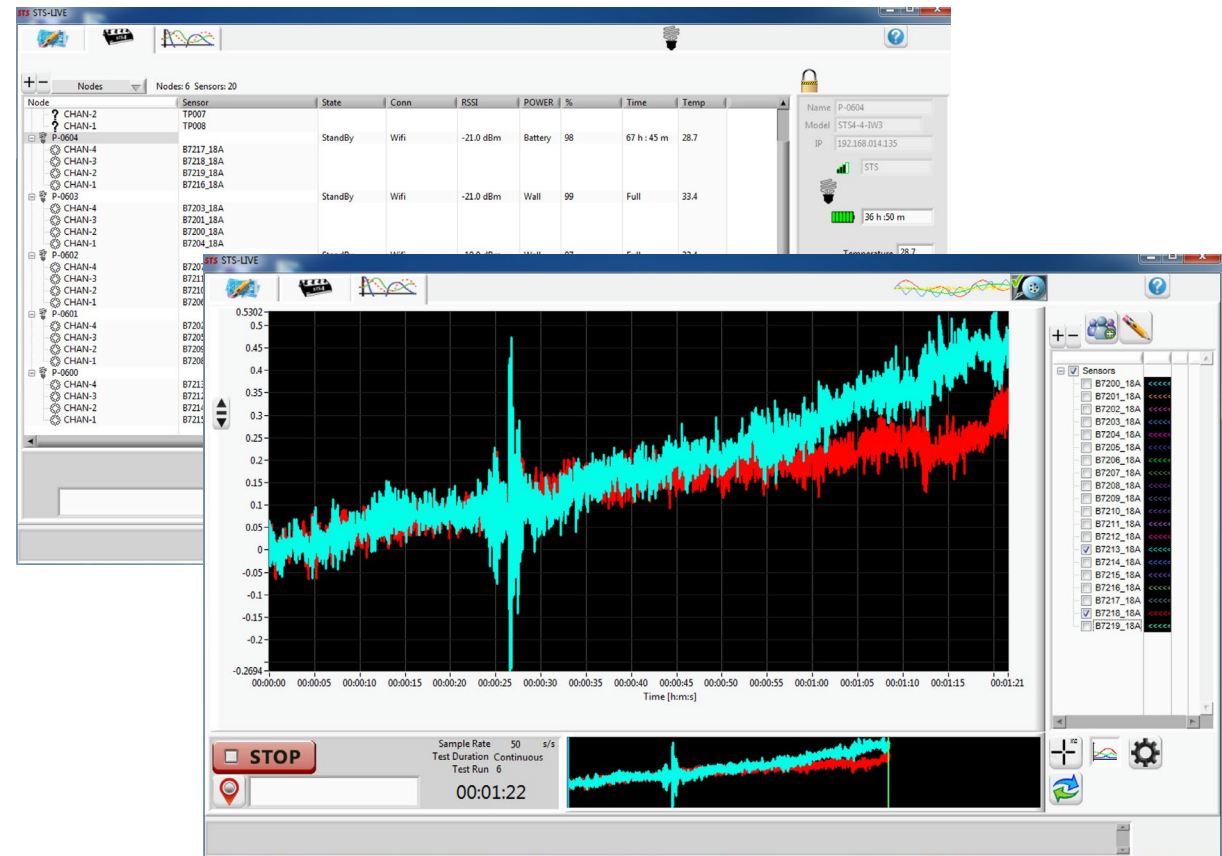 STS STS-LIVE
+ - Nodes Nodes: 6 Sensors: 20
Node Sensor State Conn RSSI POWER % Time Temp
? CHAN-2 TP007
? CHAN-1 TP008
P-0604 StandBy Wifi -21.0 dBm Battery 98 67 h : 45 m 28.7
CHAN-4 B7217_18A
CHAN-3 B7218_18A
CHAN-2 B7219_18A
CHAN-1 B7216_18A
P-0603 StandBy Wifi -21.0 dBm Wall 99 Full 33.4
CHAN-4 B7203_18A
CHAN-3 B7201_18A
CHAN-2 B7200_18A
CHAN-1 B7204_18A
P-0602
CHAN-4 B7207
CHAN-3 B7211
CHAN-2 B7210
CHAN-1 B7206
P-0601
CHAN-4 B7202
CHAN-3 B7205
CHAN-2 B7209
CHAN-1 B7208
P-0600
CHAN-4 B7213
CHAN-3 B7212
CHAN-2 B7214
CHAN-1 B7215
Name P-0604
Model STS4-4-IW3
IP 192.168.014.135
STS
36 h :50 m
Temperature 28.7
STS STS-LIVE
0.5302
0.5
0.45
0.4
0.35
0.3
0.25
0.2
0.15
0.1
0.05
0
-0.05
-0.1
-0.15
-0.2
-0.2694
00:00:00 00:00:05 00:00:10 00:00:15 00:00:20 00:00:25 00:00:30 00:00:35 00:00:40 00:00:45 00:00:50 00:00:55 00:01:00 00:01:05 00:01:10 00:01:15 00:01:21
Time [h:m:s]
+ -
Sensors
B7200_18A <<<<<
B7201_18A <<<<<
B7202_18A <<<<<
B7203_18A <<<<<
B7204_18A <<<<<
B7205_18A <<<<<
B7206_18A <<<<<
B7207_18A <<<<<
B7208_18A <<<<<
B7209_18A <<<<<
B7210_18A <<<<<
B7211_18A <<<<<
B7212_18A <<<<<
B7213_18A <<<<<
B7214_18A <<<<<
B7215_18A <<<<<
B7216_18A <<<<<
B7217_18A <<<<<
B7218_18A <<<<<
B7219_18A <<<<<
STOP
Sample Rate 50 s/s
Test Duration Continuous
Test Run 6
00:01:22